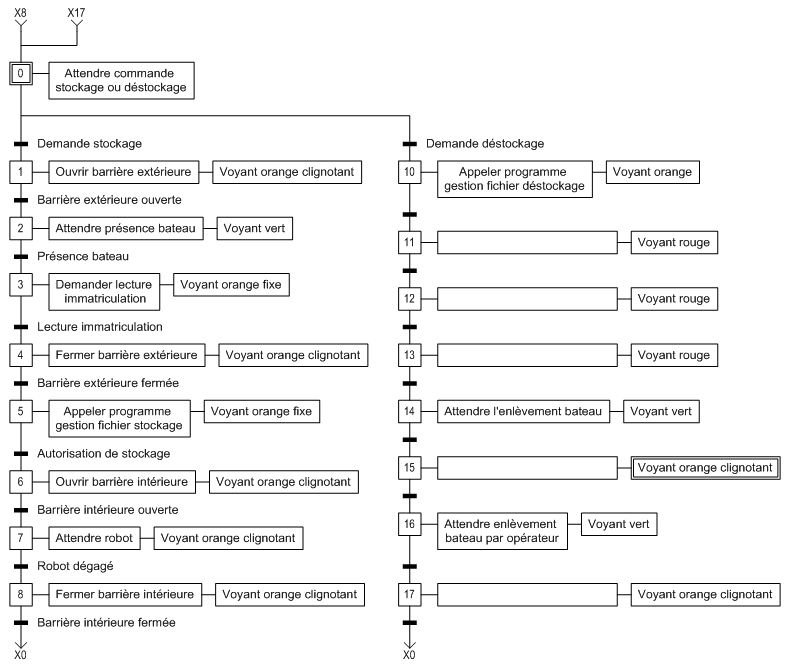 X8
X17
0
Attendre commande
stockage ou déstockage
Demande stockage
1
Ouvrir barrière extérieure
Voyant orange clignotant
Barrière extérieure ouverte
2
Attendre présence bateau
Voyant vert
Présence bateau
3
Demander lecture
immatriculation
Voyant orange fixe
Lecture immatriculation
4
Fermer barrière extérieure
Voyant orange clignotant
Barrière extérieure fermée
5
Appeler programme
gestion fichier stockage
Voyant orange fixe
Autorisation de stockage
6
Ouvrir barrière intérieure
Voyant orange clignotant
Barrière intérieure ouverte
7
Attendre robot
Voyant orange clignotant
Robot dégagé
8
Fermer barrière intérieure
Voyant orange clignotant
Barrière intérieure fermée
X0
Demande déstockage
10
Appeler programme
gestion fichier déstockage
Voyant orange
11
Voyant rouge
12
Voyant rouge
13
Voyant rouge
14
Attendre l'enlèvement bateau
Voyant vert
15
Voyant orange clignotant
16
Attendre enlèvement
bateau par opérateur
Voyant vert
17
Voyant orange clignotant
X0